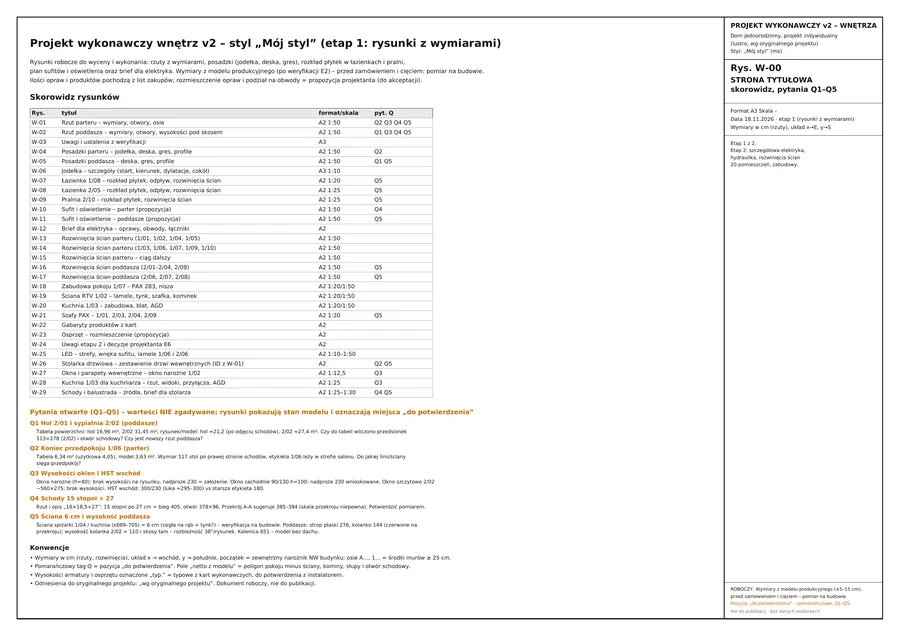 Projekt wykonawczy wnętrz v2 – styl „Mój styl” (etap 1: rysunki z wymiarami)
Rysunki robocze do wyceny i wykonania: rzuty z wymiarami, posadzki (jodełka, deska, gres), rozkład płytek w łazienkach i pralni,
plan sufitów i oświetlenia oraz brief dla elektryka. Wymiary z modelu produkcyjnego (po weryfikacji E2) – przed zamówieniem i cięciem: pomiar na budowie.
Ilości opraw i produktów pochodzą z list zakupów; rozmieszczenie opraw i podział na obwody = propozycja projektanta (do akceptacji).
Skorowidz rysunków
Rys. tytuł format/skala pyt. Q
W-01 Rzut parteru – wymiary, otwory, osie A2 1:50 Q2 Q3 Q4 Q5
W-02 Rzut poddasza – wymiary, otwory, wysokości pod skosem A2 1:50 Q1 Q3 Q4 Q5
W-03 Uwagi i ustalenia z weryfikacji A3
W-04 Posadzki parteru – jodełka, deska, gres, profile A2 1:50 Q2
W-05 Posadzki poddasza – deska, gres, profile A2 1:50 Q1 Q5
W-06 Jodełka – szczegóły (start, kierunek, dylatacje, cokół) A3 1:10
W-07 Łazienka 1/08 – rozkład płytek, odpływ, rozwinięcia ścian A2 1:20 Q5
W-08 Łazienka 2/05 – rozkład płytek, odpływ, rozwinięcia ścian A2 1:25 Q5
W-09 Pralnia 2/10 – rozkład płytek, rozwinięcia ścian A2 1:25 Q5
W-10 Sufit i oświetlenie – parter (propozycja) A2 1:50 Q4
W-11 Sufit i oświetlenie – poddasze (propozycja) A2 1:50 Q5
W-12 Brief dla elektryka – oprawy, obwody, łączniki A2
W-13 Rozwinięcia ścian parteru (1/01, 1/02, 1/04, 1/05) A2 1:50
W-14 Rozwinięcia ścian parteru (1/03, 1/06, 1/07, 1/09, 1/10) A2 1:50
W-15 Rozwinięcia ścian parteru – ciąg dalszy A2 1:50
W-16 Rozwinięcia ścian poddasza (2/01–2/04, 2/09) A2 1:50 Q5
W-17 Rozwinięcia ścian poddasza (2/06, 2/07, 2/08) A2 1:50 Q5
W-18 Zabudowa pokoju 1/07 – PAX 283, nisza A2 1:20/1:50
W-19 Ściana RTV 1/02 – lamele, tynk, szafka, kominek A2 1:20/1:50
W-20 Kuchnia 1/03 – zabudowa, blat, AGD A2 1:20/1:50
W-21 Szafy PAX – 1/01, 2/03, 2/04, 2/09 A2 1:20 Q5
W-22 Gabaryty produktów z kart A2
W-23 Osprzęt – rozmieszczenie (propozycja) A2
W-24 Uwagi etapu 2 i decyzje projektanta E6 A2
W-25 LED – strefy, wnęka sufitu, lamele 1/06 i 2/06 A2 1:10–1:50
W-26 Stolarka drzwiowa – zestawienie drzwi wewnętrznych (ID z W-01) A2 Q2 Q5
W-27 Okna i parapety wewnętrzne – okno narożne 1/02 A2 1:12,5 Q3
W-28 Kuchnia 1/03 dla kuchniarza – rzut, widoki, przyłącza, AGD A2 1:25 Q3
W-29 Schody i balustrada – źródła, brief dla stolarza A2 1:25–1:30 Q4 Q5
Pytania otwarte (Q1–Q5) – wartości NIE zgadywane; rysunki pokazują stan modelu i oznaczają miejsca „do potwierdzenia”
Q1 Hol 2/01 i sypialnia 2/02 (poddasze)
Tabela powierzchni: hol 16,96 m², 2/02 31,45 m²; rysunek/model: hol ≈21,2 (po odjęciu schodów), 2/02 ≈27,4 m². Czy do tabeli wliczono przedsionek
113×278 (2/02) i otwór schodowy? Czy jest nowszy rzut poddasza?
Q2 Koniec przedpokoju 1/06 (parter)
Tabela 6,34 m² (użytkowa 4,05), model 3,63 m². Wymiar 117 stoi po prawej stronie schodów, etykieta 1/06 leży w strefie salonu. Do jakiej linii/ściany
sięga przedpokój?
Q3 Wysokości okien i HST wschód
Okna narożne (h=80): brak wysokości na rysunku, nadproże 230 = założenie. Okno zachodnie 90/130 h=100: nadproże 230 wnioskowane. Okno szczytowe 2/02
~560×275: brak wysokości. HST wschód: 300/230 (luka ≈295–300) vs starsza etykieta 180.
Q4 Schody 15 stopni × 27
Rzut i opis „16×18,5×27”; 15 stopni po 27 cm = bieg 405, otwór 378×96. Przekrój A-A sugeruje 385–394 (skala przekroju niepewna). Potwierdzić pomiarem.
Q5 Ściana 6 cm i wysokość poddasza
Ściana spiżarki 1/04 / kuchnia (x699–705) = 6 cm (cegła na rąb + tynk?) – weryfikacja na budowie. Poddasze: strop płaski 276, kolanko 144 (czerwone na
przekroju); wysokość kolanka 2/02 = 110 i skosy tam – rozbieżność 38°/rysunek. Kalenica 851 – model bez dachu.
Konwencje
• Wymiary w cm (rzuty, rozwinięcia), układ x → wschód, y → południe, początek = zewnętrzny narożnik NW budynku; osie A…, 1… = środki murów ≥ 25 cm.
• Pomarańczowy tag Q = pozycja „do potwierdzenia”. Pole „netto z modelu” = poligon pokoju minus ściany, kominy, słupy i otwór schodowy.
• Wysokości armatury i osprzętu oznaczone „typ.” = typowe z kart wykonawczych, do potwierdzenia z instalatorem.
• Odniesienia do oryginalnego projektu: „wg oryginalnego projektu”. Dokument roboczy, nie do publikacji.
PROJEKT WYKONAWCZY v2 – WNĘTRZA
Dom jednorodzinny, projekt indywidualny
(lustro, wg oryginalnego projektu)
Styl: „Mój styl” (ms)
Rys. W-00
STRONA TYTUŁOWA
skorowidz, pytania Q1–Q5
Format A3 Skala –
Data 18.11.2026 · etap 1 (rysunki z wymiarami)
Wymiary w cm (rzuty), układ x→E, y→S
Etap 1 z 2.
Etap 2: szczegółowa elektryka,
hydraulika, rozwinięcia ścian
20 pomieszczeń, zabudowy.
ROBOCZY. Wymiary z modelu produkcyjnego (±5–15 cm),
przed zamówieniem i cięciem – pomiar na budowie.
Pozycje „do potwierdzenia” – pomarańczowe, Q1–Q5.
Nie do publikacji · bez danych osobowych